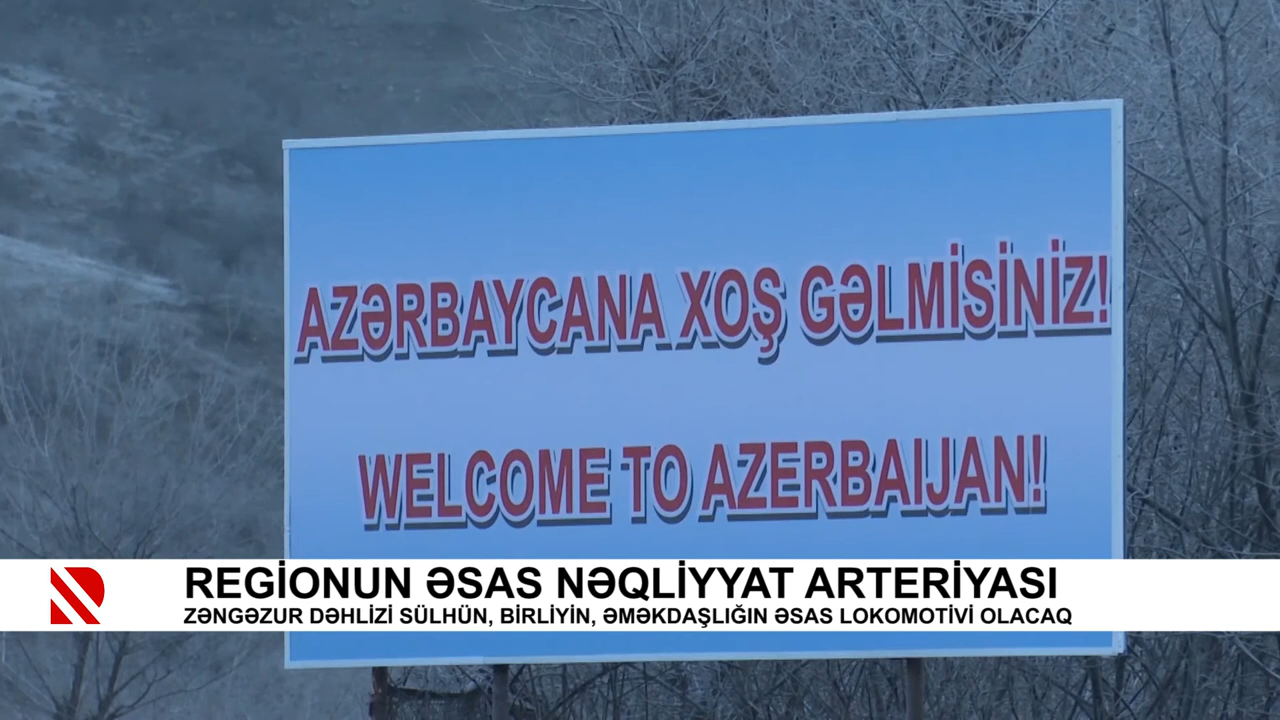 AZƏRBAYCANA XOŞ GƏLMİSİNİZ!
WELCOME TO AZERBAIJAN!
REGİONUN ƏSAS NƏQLİYYAT ARTERİYASI
ZƏNGƏZUR DƏHLİZİ SÜLHÜN, BİRLİYİN, ƏMƏKDAŞLIĞIN ƏSAS LOKOMOTİVİ OLACAQ